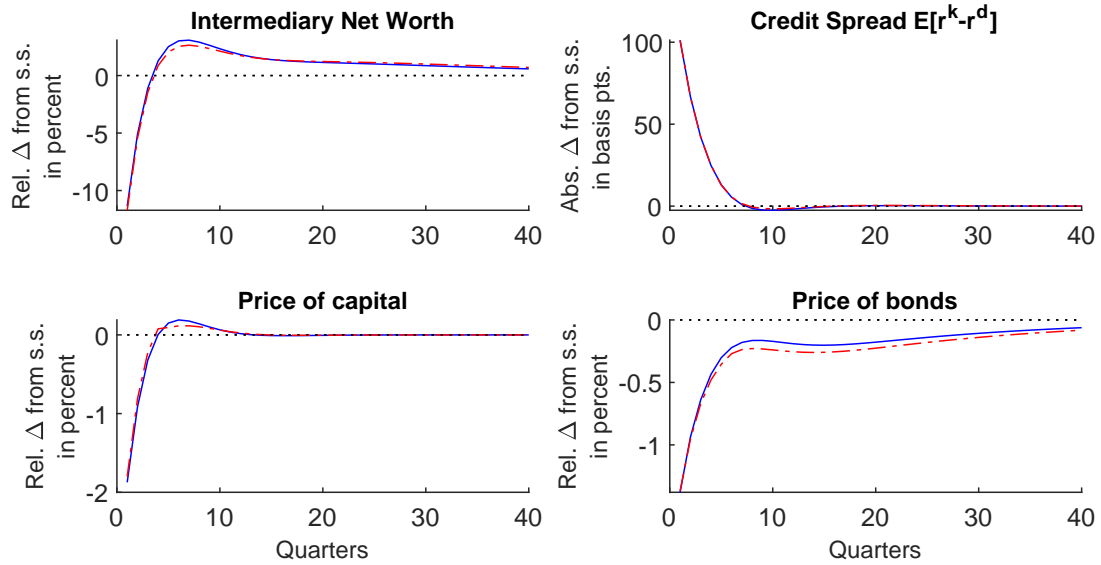 Intermediary Net Worth
Rel. Δ from s.s.
in percent
0
-5
-10
0
10
20
30
40
Credit Spread E[r^k-r^d]
Abs. Δ from s.s.
in basis pts.
100
50
0
0
10
20
30
40
Price of capital
Rel. Δ from s.s.
in percent
0
-1
-2
0
10
20
30
40
Quarters
Price of bonds
Rel. Δ from s.s.
in percent
0
-0.5
-1
0
10
20
30
40
Quarters